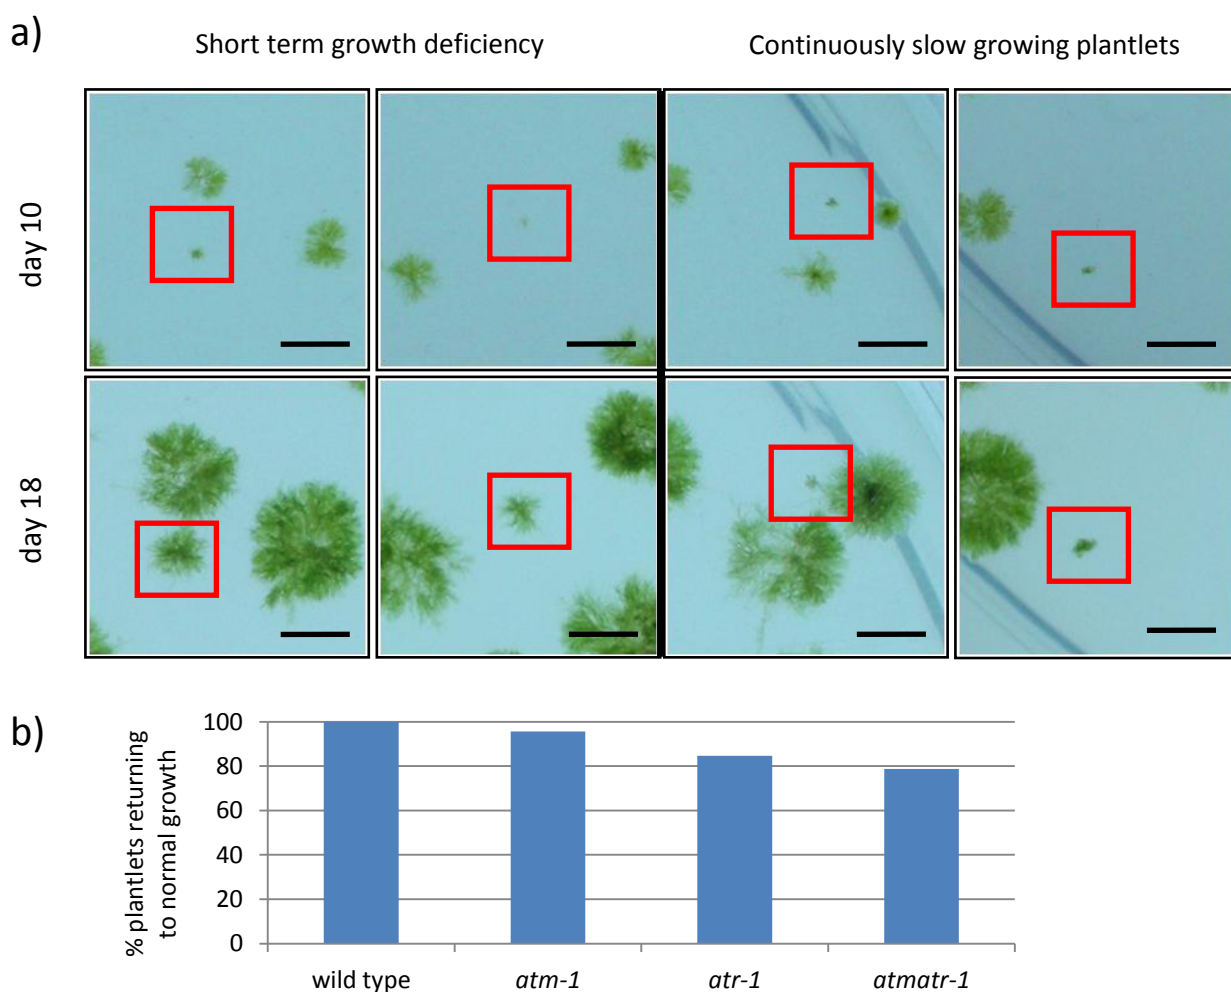 a)
Short term growth deficiency
Continuously slow growing plantlets
day 10
day 18
b)
% plantlets returning
to normal growth
100
80
60
40
20
0
wild type
atm-1
atr-1
atmatr-1